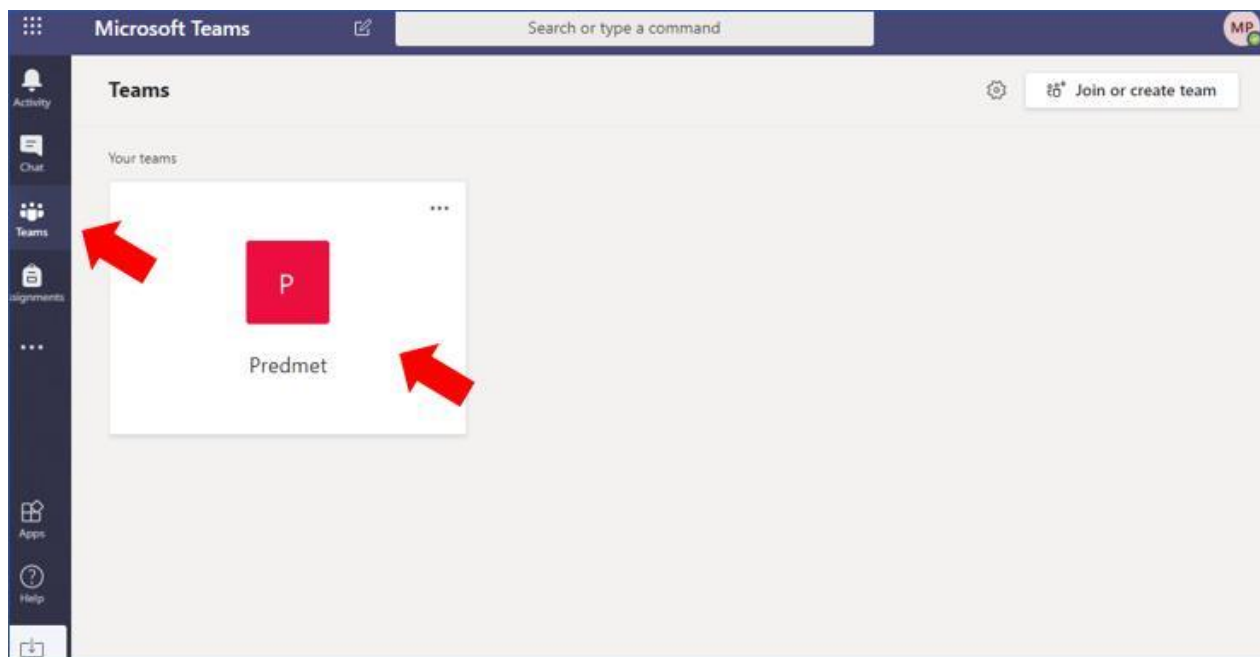 Microsoft Teams
Search or type a command
MP
Activity
Chat
Teams
ssignments
Apps
Help
Teams
Join or create team
Your teams
P
Predmet